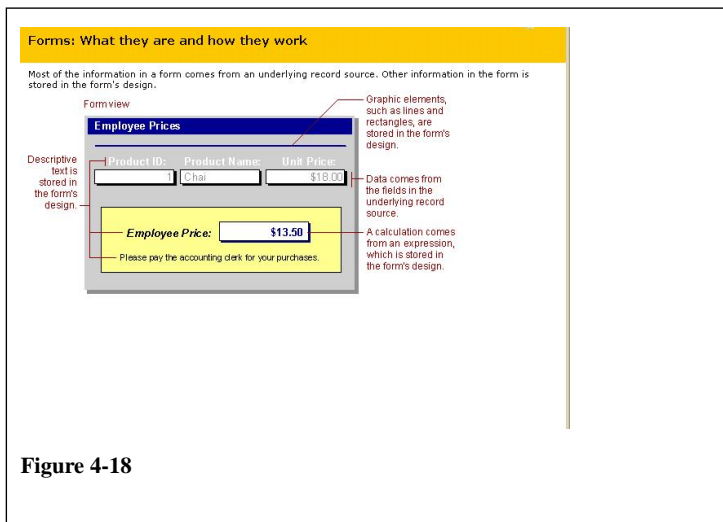 Forms: What they are and how they work
Most of the information in a form comes from an underlying record source. Other information in the form is
stored in the form's design.
Form view
Graphic elements,
such as lines and
rectangles, are
stored in the form's
design.
Employee Prices
Descriptive
text is
stored in
the form's
design.
Product ID: Product Name: Unit Price:
1 Chai $18.00
Data comes from
the fields in the
underlying record
source.
Employee Price: $13.50
Please pay the accounting clerk for your purchases.
A calculation comes
from an expression,
which is stored in
the form's design.
Figure 4-18